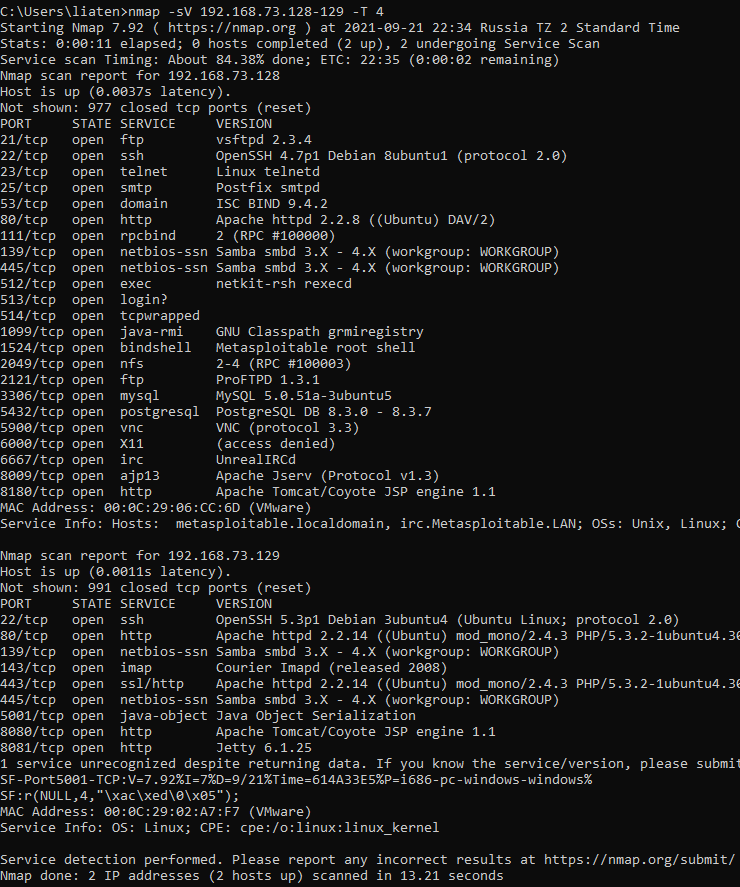 C:\Users\liaten>nmap -sV 192.168.73.128-129 -T 4
Starting Nmap 7.92 ( https://nmap.org ) at 2021-09-21 22:34 Russia TZ 2 Standard Time
Stats: 0:00:11 elapsed; 0 hosts completed (2 up), 2 undergoing Service Scan
Service scan Timing: About 84.38% done; ETC: 22:35 (0:00:02 remaining)
Nmap scan report for 192.168.73.128
Host is up (0.0037s latency).
Not shown: 977 closed tcp ports (reset)
PORT     STATE SERVICE     VERSION
21/tcp   open  ftp         vsftpd 2.3.4
22/tcp   open  ssh         OpenSSH 4.7p1 Debian 8ubuntu1 (protocol 2.0)
23/tcp   open  telnet      Linux telnetd
25/tcp   open  smtp        Postfix smtpd
53/tcp   open  domain      ISC BIND 9.4.2
80/tcp   open  http        Apache httpd 2.2.8 ((Ubuntu) DAV/2)
111/tcp  open  rpcbind     2 (RPC #100000)
139/tcp  open  netbios-ssn Samba smbd 3.X - 4.X (workgroup: WORKGROUP)
445/tcp  open  netbios-ssn Samba smbd 3.X - 4.X (workgroup: WORKGROUP)
512/tcp  open  exec        netkit-rsh rexecd
513/tcp  open  login?
514/tcp  open  tcpwrapped
1099/tcp open  java-rmi    GNU Classpath grmiregistry
1524/tcp open  bindshell   Metasploitable root shell
2049/tcp open  nfs         2-4 (RPC #100003)
2121/tcp open  ftp         ProFTPD 1.3.1
3306/tcp open  mysql       MySQL 5.0.51a-3ubuntu5
5432/tcp open  postgresql  PostgreSQL DB 8.3.0 - 8.3.7
5900/tcp open  vnc         VNC (protocol 3.3)
6000/tcp open  X11         (access denied)
6667/tcp open  irc         UnrealIRCd
8009/tcp open  ajp13       Apache Jserv (Protocol v1.3)
8180/tcp open  http        Apache Tomcat/Coyote JSP engine 1.1
MAC Address: 00:0C:29:06:CC:6D (VMware)
Service Info: Hosts:  metasploitable.localdomain, irc.Metasploitable.LAN; OSs: Unix, Linux;

Nmap scan report for 192.168.73.129
Host is up (0.0011s latency).
Not shown: 991 closed tcp ports (reset)
PORT     STATE SERVICE     VERSION
22/tcp   open  ssh         OpenSSH 5.3p1 Debian 3ubuntu4 (Ubuntu Linux; protocol 2.0)
80/tcp   open  http        Apache httpd 2.2.14 ((Ubuntu) mod_mono/2.4.3 PHP/5.3.2-1ubuntu4.30
139/tcp  open  netbios-ssn Samba smbd 3.X - 4.X (workgroup: WORKGROUP)
143/tcp  open  imap        Courier Imapd (released 2008)
443/tcp  open  ssl/http    Apache httpd 2.2.14 ((Ubuntu) mod_mono/2.4.3 PHP/5.3.2-1ubuntu4.30
445/tcp  open  netbios-ssn Samba smbd 3.X - 4.X (workgroup: WORKGROUP)
5001/tcp open  java-object Java Object Serialization
8080/tcp open  http        Apache Tomcat/Coyote JSP engine 1.1
8081/tcp open  http        Jetty 6.1.25
1 service unrecognized despite returning data. If you know the service/version, please submit
SF-Port5001-TCP:V=7.92%I=7%D=9/21%Time=614A33E5%P=i686-pc-windows-windows%
SF:r(NULL,4,"\xac\xed\0\x05");
MAC Address: 00:0C:29:02:A7:F7 (VMware)
Service Info: OS: Linux; CPE: cpe:/o:linux:linux_kernel

Service detection performed. Please report any incorrect results at https://nmap.org/submit/
Nmap done: 2 IP addresses (2 hosts up) scanned in 13.21 seconds